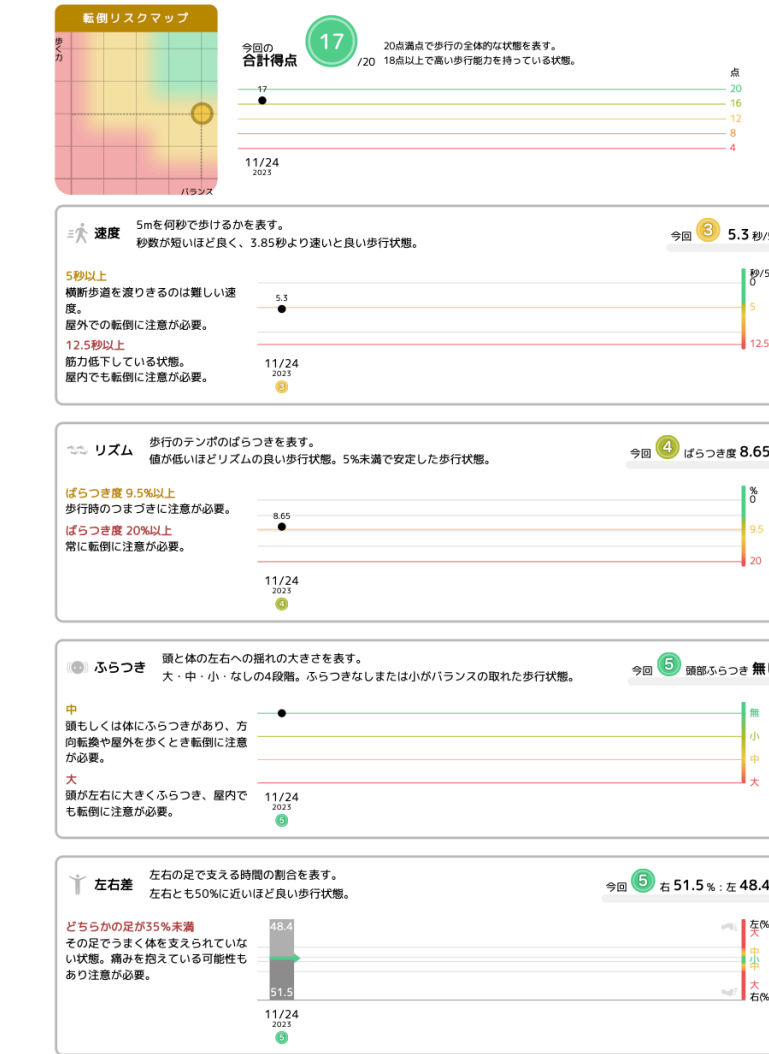 転倒リスクマップ
歩く力
バランス
今回の
合計得点
17
/20
20点満点で歩行の全体的な状態を表す。
18点以上で高い歩行能力を持っている状態。
点
17
20
16
12
8
4
11/24
2023
速度
5mを何秒で歩けるかを表す。
秒数が短いほど良く、3.85秒より速いと良い歩行状態。
今回 3 5.3 秒/5
5秒以上
横断歩道を渡りきるのは難しい速
度。
屋外での転倒に注意が必要。
12.5秒以上
筋力低下している状態。
屋内でも転倒に注意が必要。
5.3
秒/5
0
5
12.5
11/24
2023
3
リズム
歩行のテンポのばらつきを表す。
値が低いほどリズムの良い歩行状態。5%未満で安定した歩行状態。
今回 4 ばらつき度 8.65
ばらつき度 9.5%以上
歩行時のつまづきに注意が必要。
ばらつき度 20%以上
常に転倒に注意が必要。
8.65
%
0
9.5
20
11/24
2023
4
ふらつき
頭と体の左右への揺れの大きさを表す。
大・中・小・なしの4段階。ふらつきなしまたは小がバランスの取れた歩行状態。
今回 5 頭部ふらつき 無
中
頭もしくは体にふらつきがあり、方
向転換や屋外を歩くとき転倒に注意
が必要。
大
頭が左右に大きくふらつき、屋内で
も転倒に注意が必要。
無
小
中
大
11/24
2023
5
左右差
左右の足で支える時間の割合を表す。
左右とも50%に近いほど良い歩行状態。
今回 5 右 51.5 % : 左 48.4
どちらかの足が35%未満
その足でうまく体を支えられていな
い状態。痛みを抱えている可能性も
あり注意が必要。
48.4
51.5
左(%
大
中
小
中
大
右(%
11/24
2023
5